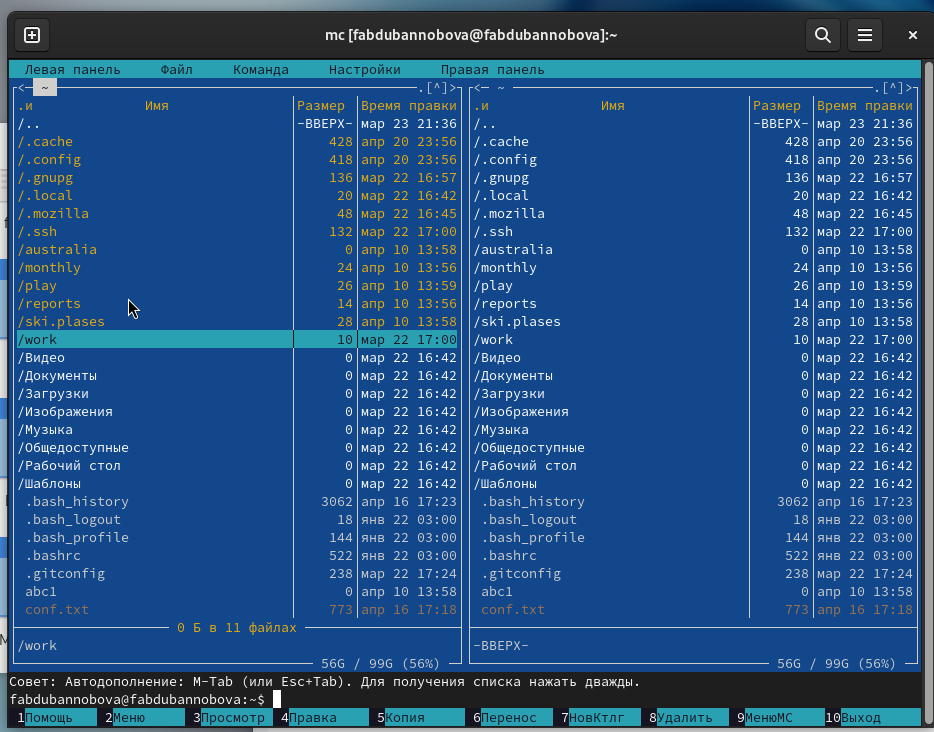 mc [fabdubannobova@fabdubannobova]:~
Левая панель Файл Команда Настройки Правая панель
<- ~ .[^]> <- ~ .[^]>
.и Имя Размер Время правки .и Имя Размер Время правки
/.. -ВВЕРХ- мар 23 21:36 /.. -ВВЕРХ- мар 23 21:36
/.cache 428 апр 20 23:56 /.cache 428 апр 20 23:56
/.config 418 апр 20 23:56 /.config 418 апр 20 23:56
/.gnupg 136 мар 22 16:57 /.gnupg 136 мар 22 16:57
/.local 20 мар 22 16:42 /.local 20 мар 22 16:42
/.mozilla 48 мар 22 16:45 /.mozilla 48 мар 22 16:45
/.ssh 132 мар 22 17:00 /.ssh 132 мар 22 17:00
/australia 0 апр 10 13:58 /australia 0 апр 10 13:58
/monthly 24 апр 10 13:56 /monthly 24 апр 10 13:56
/play 26 апр 10 13:59 /play 26 апр 10 13:59
/reports 14 апр 10 13:56 /reports 14 апр 10 13:56
/ski.plases 28 апр 10 13:58 /ski.plases 28 апр 10 13:58
/work 10 мар 22 17:00 /work 10 мар 22 17:00
/Видео 0 мар 22 16:42 /Видео 0 мар 22 16:42
/Документы 0 мар 22 16:42 /Документы 0 мар 22 16:42
/Загрузки 0 мар 22 16:42 /Загрузки 0 мар 22 16:42
/Изображения 0 мар 22 16:42 /Изображения 0 мар 22 16:42
/Музыка 0 мар 22 16:42 /Музыка 0 мар 22 16:42
/Общедоступные 0 мар 22 16:42 /Общедоступные 0 мар 22 16:42
/Рабочий стол 0 мар 22 16:42 /Рабочий стол 0 мар 22 16:42
/Шаблоны 0 мар 22 16:42 /Шаблоны 0 мар 22 16:42
.bash_history 3062 апр 16 17:23 .bash_history 3062 апр 16 17:23
.bash_logout 18 янв 22 03:00 .bash_logout 18 янв 22 03:00
.bash_profile 144 янв 22 03:00 .bash_profile 144 янв 22 03:00
.bashrc 522 янв 22 03:00 .bashrc 522 янв 22 03:00
.gitconfig 238 мар 22 17:24 .gitconfig 238 мар 22 17:24
abc1 0 апр 10 13:58 abc1 0 апр 10 13:58
conf.txt 773 апр 16 17:18 conf.txt 773 апр 16 17:18
0 Б в 11 файлах
/work -ВВЕРХ-
56G / 99G (56%) 56G / 99G (56%)
Совет: Автодополнение: M-Tab (или Esc+Tab). Для получения списка нажать дважды.
fabdubannobova@fabdubannobova:~$
1Помощь 2Меню 3Просмотр 4Правка 5Копия 6Перенос 7НовКтлг 8Удалить 9МенюМС 10Выход